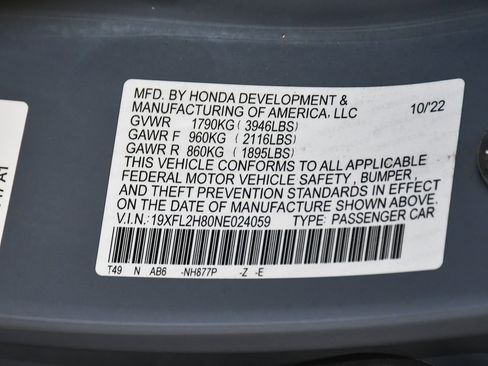 MFD. BY HONDA DEVELOPMENT &
MANUFACTURING OF AMERICA, LLC 10/'22
GVWR 1790KG (3946LBS)
GAWR F 960KG (2116LBS)
GAWR R 860KG (1895LBS)
THIS VEHICLE CONFORMS TO ALL APPLICABLE
FEDERAL MOTOR VEHICLE SAFETY, BUMPER,
AND THEFT PREVENTION STANDARDS IN EFFECT
ON THE DATE OF MANUFACTURE SHOWN ABOVE.
V.I.N.: 19XFL2H80NE024059 TYPE: PASSENGER CAR
T49 N AB6 -NH877P -Z -E